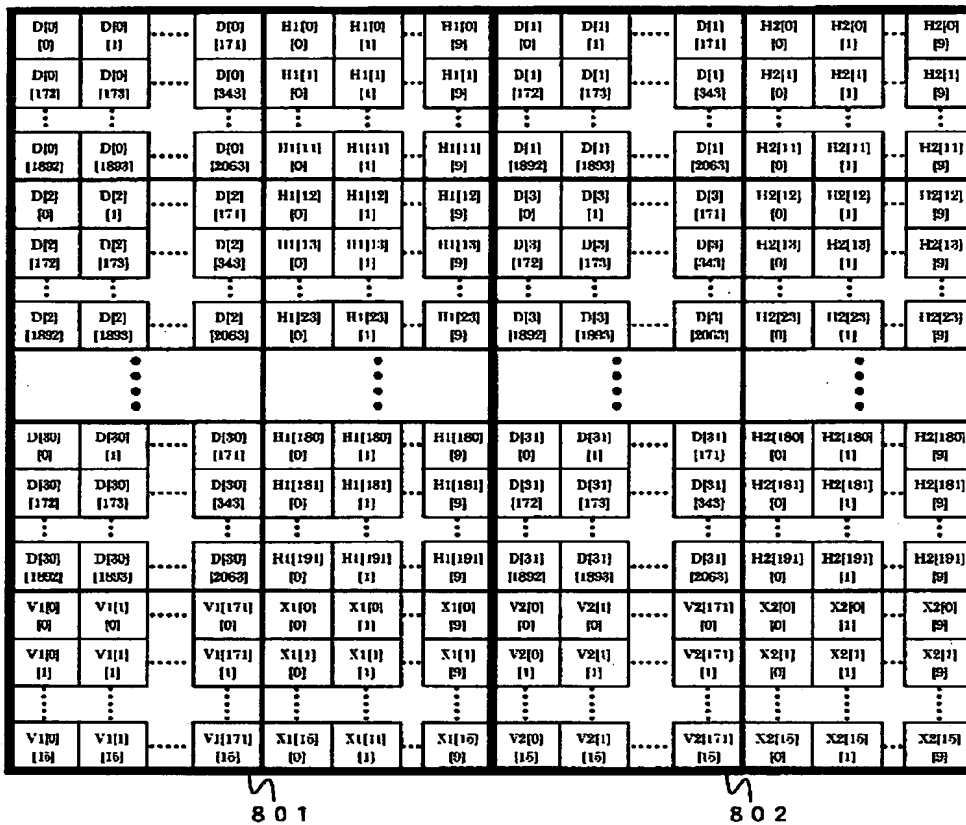 D[0] D[0] ...... D[0] H1[0] H1[0] ... H1[0] D[1] D[1] ...... D[1] H2[0] H2[0] ... H2[0]
[0] [1] [171] [0] [1] [9] [0] [1] [171] [0] [1] [9]
D[0] D[0] ...... D[0] H1[1] H1[1] ... H1[1] D[1] D[1] ...... D[1] H2[1] H2[1] ... H2[1]
[172] [173] [343] [0] [1] [9] [172] [173] [343] [0] [1] [9]
D[0] D[0] ...... D[0] H1[11] H1[11] ... H1[11] D[1] D[1] ...... D[1] H2[11] H2[11] ... H2[11]
[1892] [1893] [2063] [0] [1] [9] [1892] [1893] [2063] [0] [1] [9]
D[2] D[2] ...... D[2] H1[12] H1[12] ... H1[12] D[3] D[3] ...... D[3] H2[12] H2[12] ... H2[12]
[0] [1] [171] [0] [1] [9] [0] [1] [171] [0] [1] [9]
D[2] D[2] ...... D[2] H1[13] H1[13] ... H1[13] D[3] D[3] ...... D[3] H2[13] H2[13] ... H2[13]
[172] [173] [343] [0] [1] [9] [172] [173] [343] [0] [1] [9]
D[2] D[2] ...... D[2] H1[23] H1[23] ... H1[23] D[3] D[3] ...... D[3] H2[23] H2[23] ... H2[23]
[1892] [1893] [2063] [0] [1] [9] [1892] [1893] [2063] [0] [1] [9]
D[30] D[30] ...... D[30] H1[180] H1[180] ... H1[180] D[31] D[31] ...... D[31] H2[180] H2[180] ... H2[180]
[0] [1] [171] [0] [1] [9] [0] [1] [171] [0] [1] [9]
D[30] D[30] ...... D[30] H1[181] H1[181] ... H1[181] D[31] D[31] ...... D[31] H2[181] H2[181] ... H2[181]
[172] [173] [343] [0] [1] [9] [172] [173] [343] [0] [1] [9]
D[30] D[30] ...... D[30] H1[191] H1[191] ... H1[191] D[31] D[31] ...... D[31] H2[191] H2[191] ... H2[191]
[1892] [1893] [2063] [0] [1] [9] [1892] [1893] [2063] [0] [1] [9]
V1[0] V1[1] ...... V1[171] X1[0] X1[0] ... X1[0] V2[0] V2[1] ...... V2[171] X2[0] X2[0] ... X2[0]
[0] [0] [0] [0] [1] [9] [0] [0] [0] [0] [1] [9]
V1[0] V1[1] ...... V1[171] X1[1] X1[1] ... X1[1] V2[0] V2[1] ...... V2[171] X2[1] X2[1] ... X2[1]
[1] [1] [1] [0] [1] [9] [1] [1] [1] [0] [1] [9]
V1[0] V1[1] ...... V1[171] X1[15] X1[11] ... X1[15] V2[0] V2[1] ...... V2[171] X2[15] X2[15] ... X2[15]
[15] [15] [15] [0] [1] [9] [15] [15] [15] [0] [1] [9]
801 802